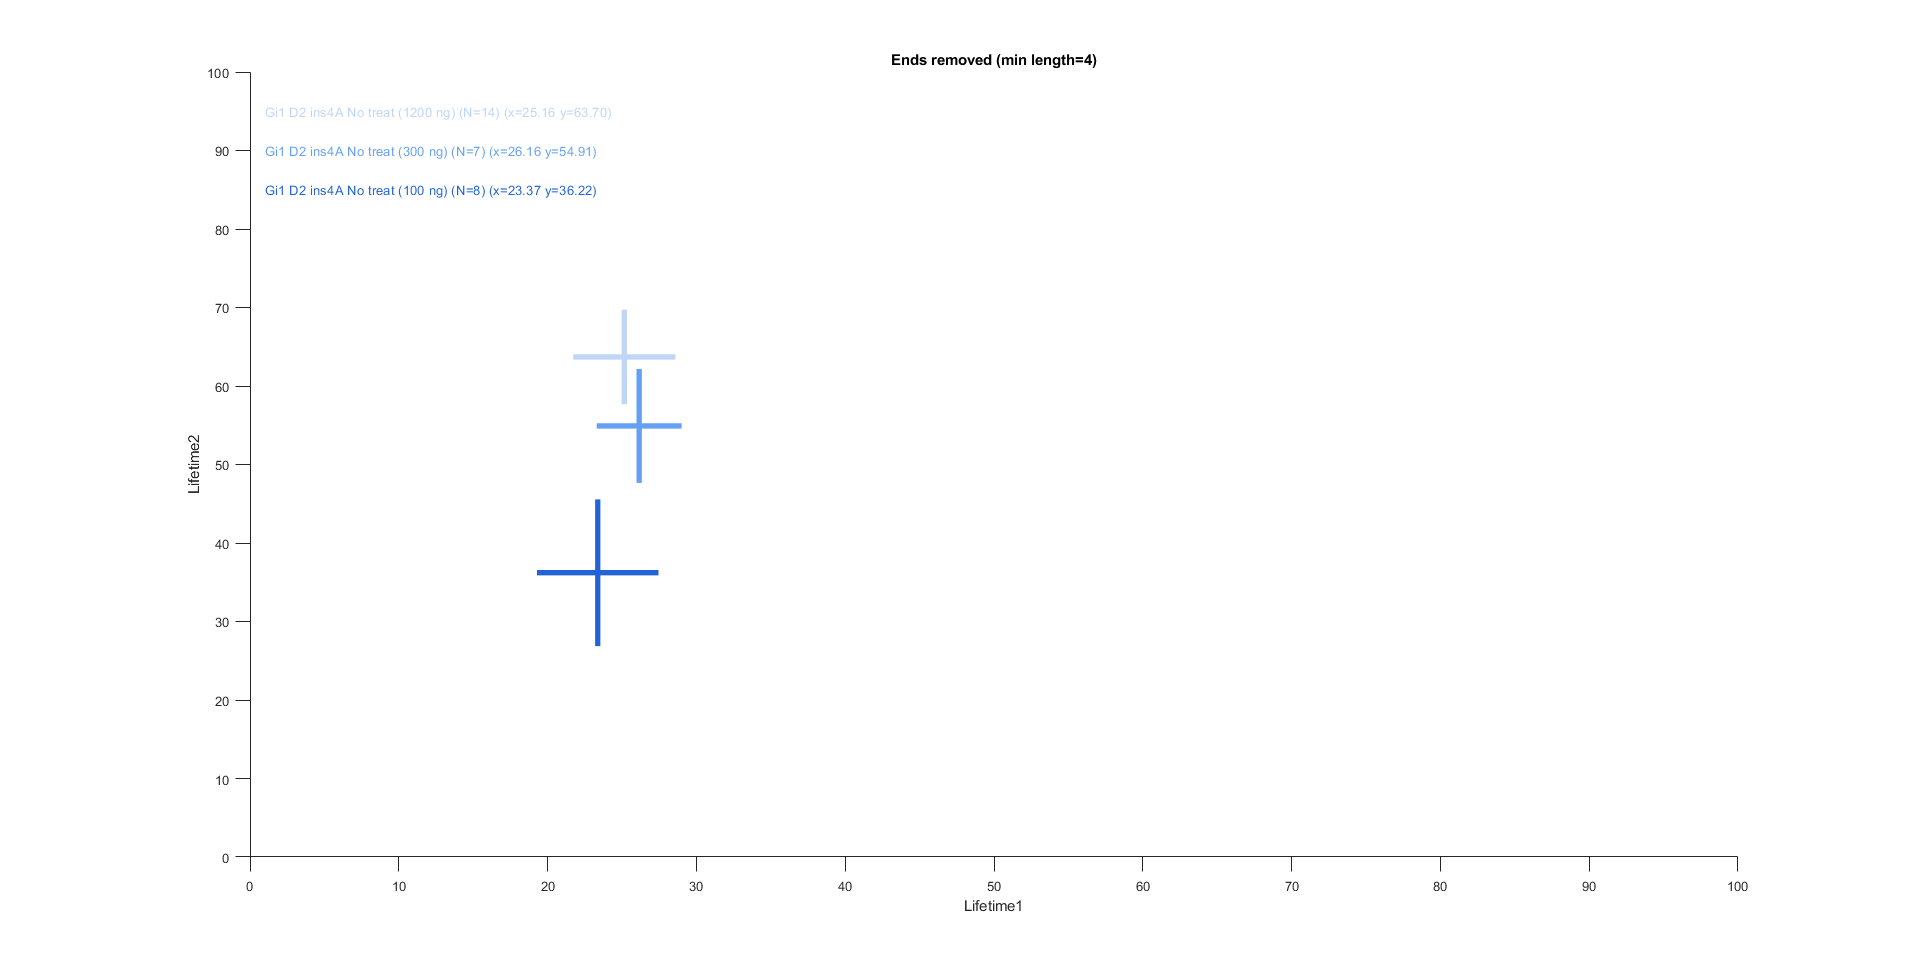 Ends removed (min length=4)
100
Gi1 D2 ins4A No treat (1200 ng) (N=14) (x=25.16 y=63.70)
90
Gi1 D2 ins4A No treat (300 ng) (N=7) (x=26.16 y=54.91)
Gi1 D2 ins4A No treat (100 ng) (N=8) (x=23.37 y=36.22)
80
70
60
50
Lifetime2
40
30
20
10
0
0 10 20 30 40 50 60 70 80 90 100
Lifetime1